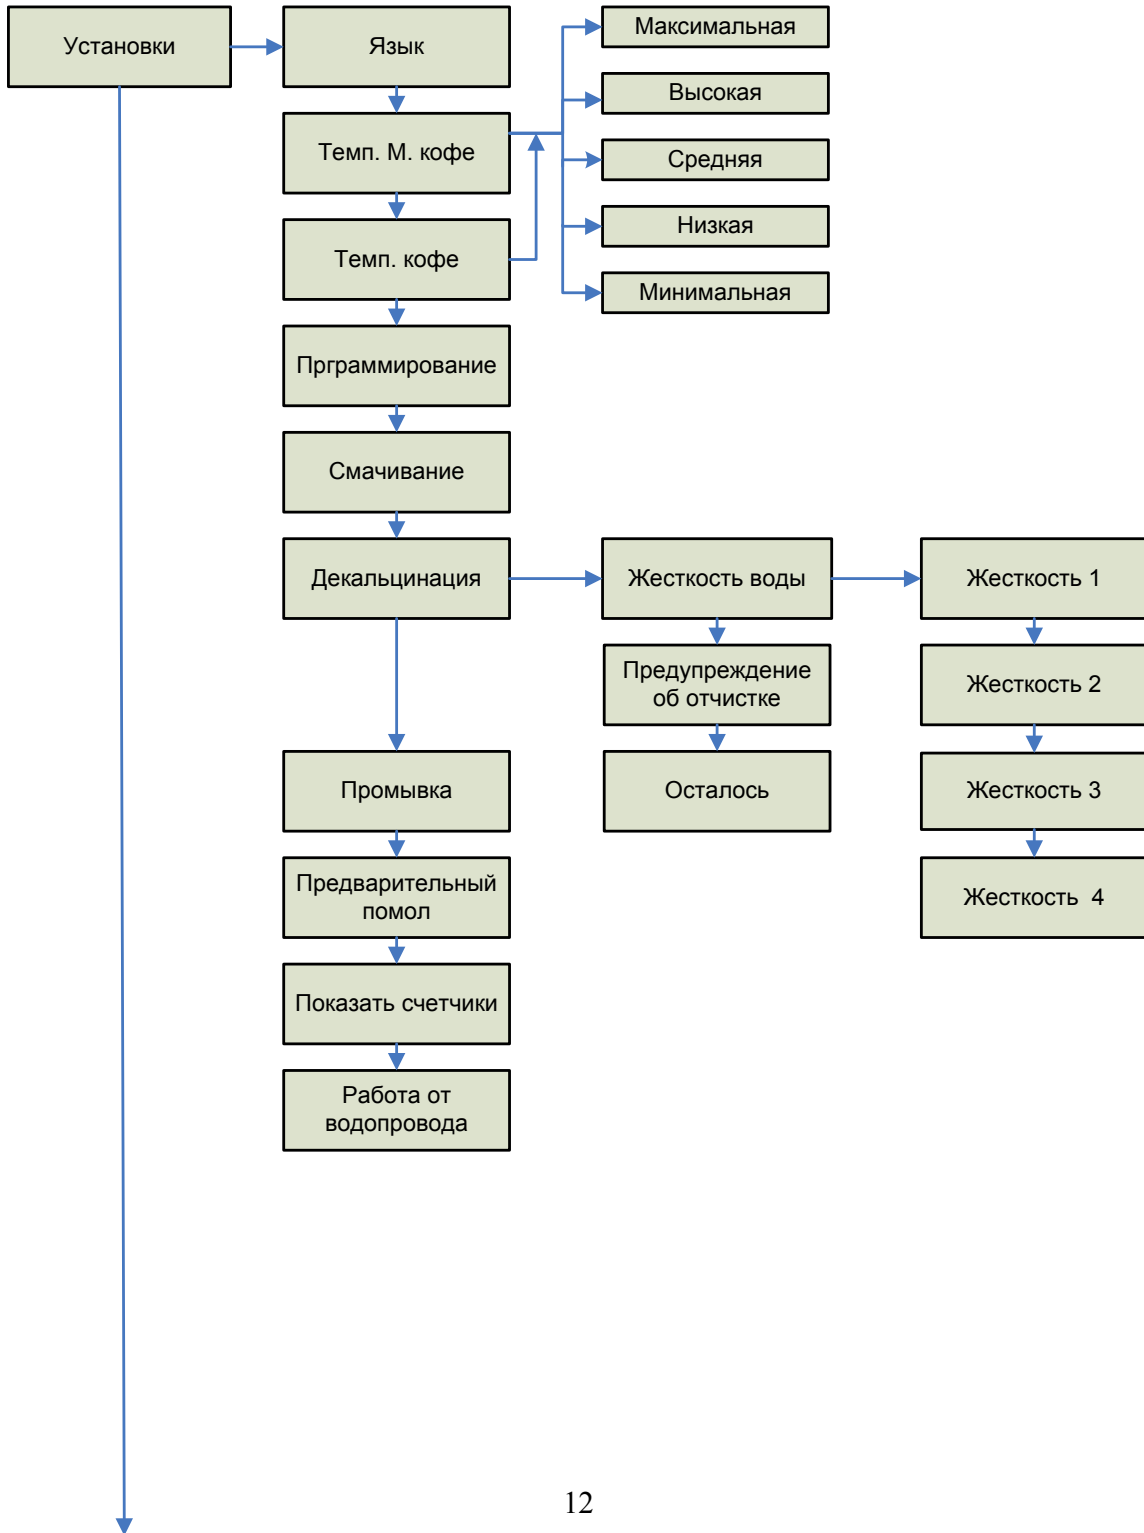 Установки
Язык
Максимальная
Высокая
Темп. М. кофе
Средняя
Низкая
Темп. кофе
Минимальная
Прграммирование
Смачивание
Декальцинация
Жесткость воды
Жесткость 1
Предупреждение
об отчистке
Жесткость 2
Промывка
Осталось
Жесткость 3
Предварительный
помол
Жесткость  4
Показать счетчики
Работа от
водопровода
12